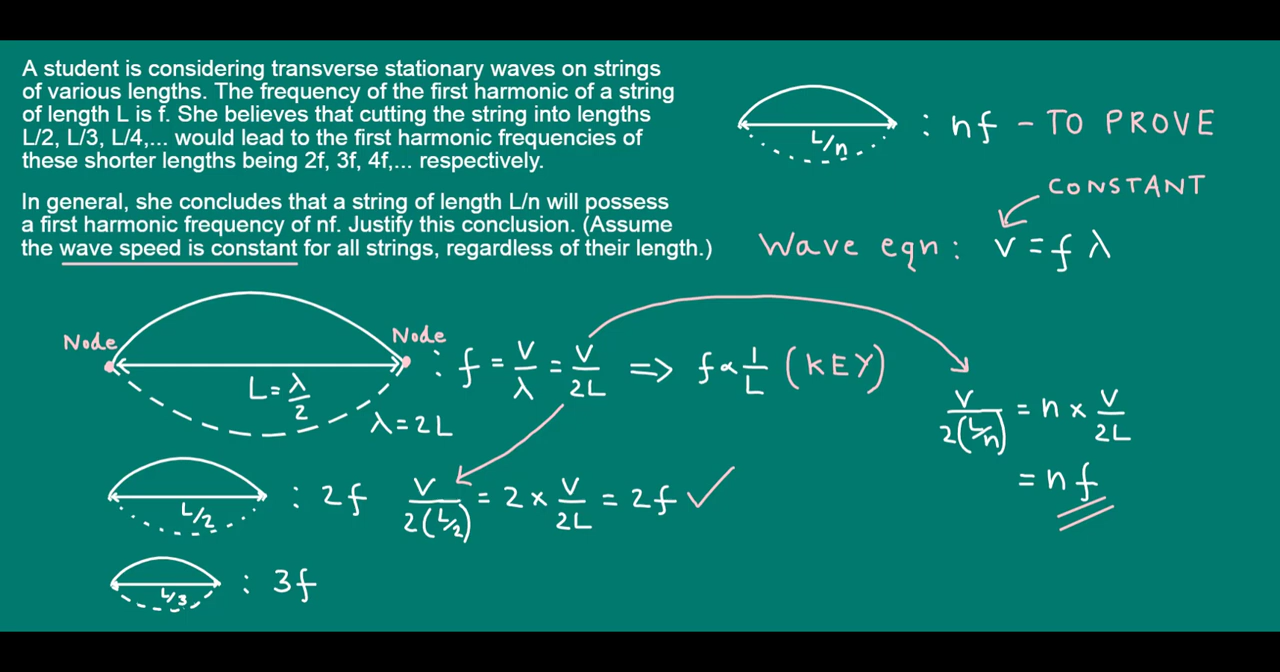 A student is considering transverse stationary waves on strings
of various lengths. The frequency of the first harmonic of a string
of length L is f. She believes that cutting the string into lengths
L/2, L/3, L/4,... would lead to the first harmonic frequencies of
these shorter lengths being 2f, 3f, 4f,... respectively.
In general, she concludes that a string of length L/n will possess
a first harmonic frequency of nf. Justify this conclusion. (Assume
the wave speed is constant for all strings, regardless of their length.)
L/n : nf - TO PROVE
CONSTANT
Wave eqn: v = f λ
Node Node
L = λ/2 : f = v/λ = v/2L => f ∝ 1/L (KEY)
λ = 2L
v/2(L/n) = n × v/2L
= nf
L/2 : 2f v/2(L/2) = 2 × v/2L = 2f ✓
L/3 : 3f